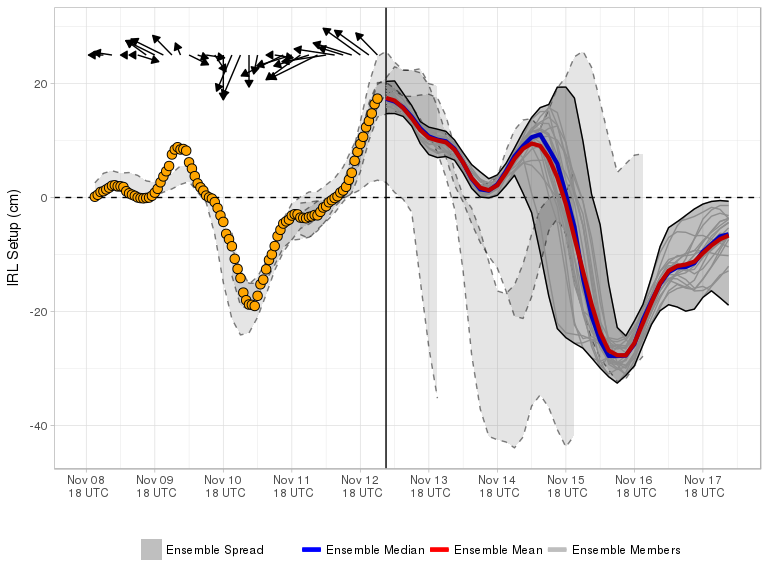 IRL Setup (cm)
20
0
-20
-40
Nov 08 Nov 09 Nov 10 Nov 11 Nov 12 Nov 13 Nov 14 Nov 15 Nov 16 Nov 17
18 UTC 18 UTC 18 UTC 18 UTC 18 UTC 18 UTC 18 UTC 18 UTC 18 UTC 18 UTC
Ensemble Spread Ensemble Median Ensemble Mean Ensemble Members